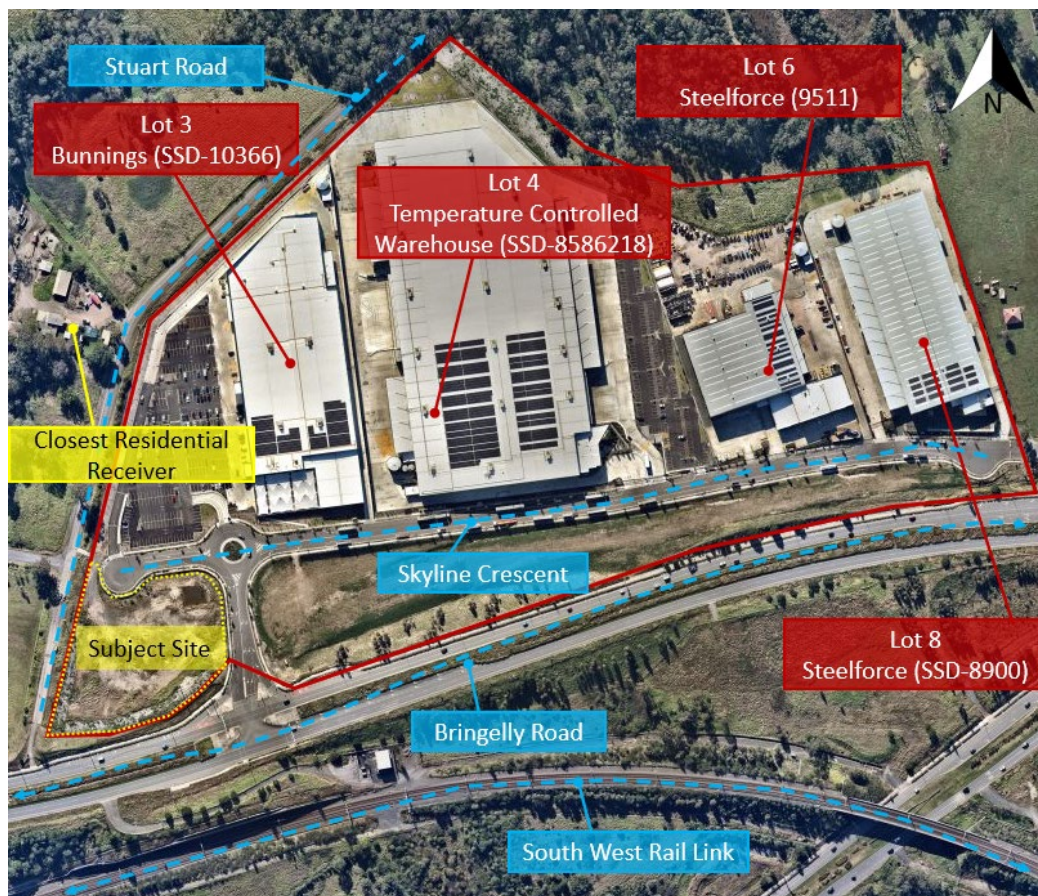 Stuart Road
Lot 6
Steelforce (9511)
N
Lot 3
Bunnings (SSD-10366)
Lot 4
Temperature Controlled
Warehouse (SSD-8586218)
Closest Residential
Receiver
Skyline Crescent
Subject Site
Lot 8
Steelforce (SSD-8900)
Bringelly Road
South West Rail Link